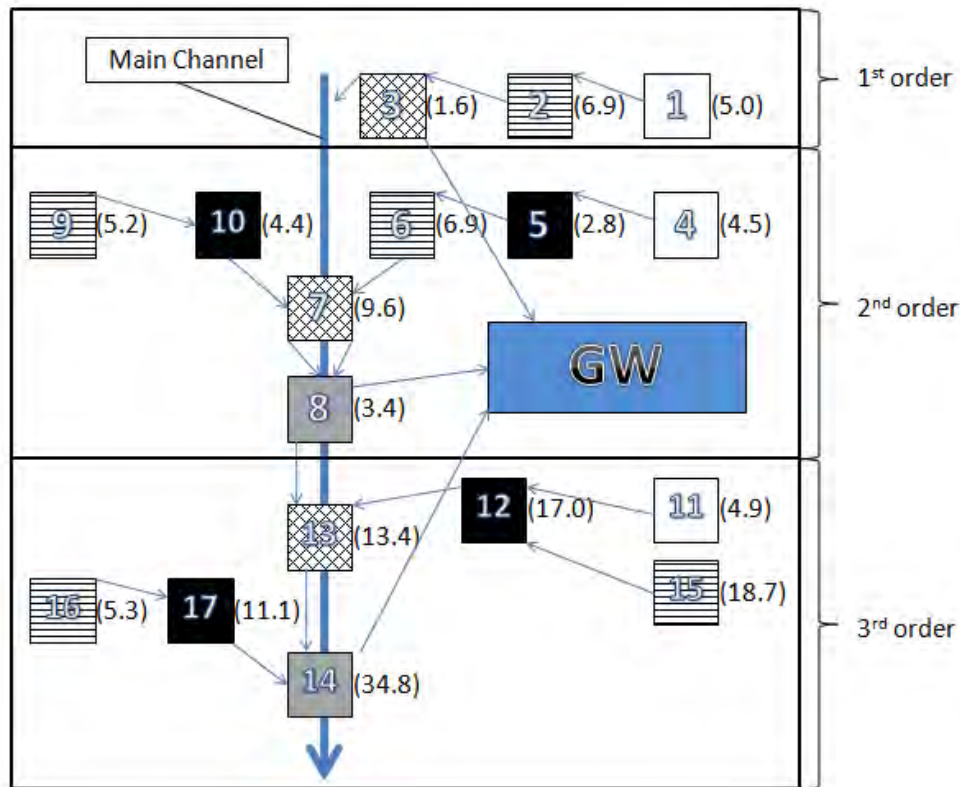 Main Channel
1st order
3 (1.6) 2 (6.9) 1 (5.0)
9 (5.2) 10 (4.4) 6 (6.9) 5 (2.8) 4 (4.5)
7 (9.6)
2nd order
GW
8 (3.4)
12 (17.0) 11 (4.9)
13 (13.4)
16 (5.3) 17 (11.1) 15 (18.7)
3rd order
14 (34.8)